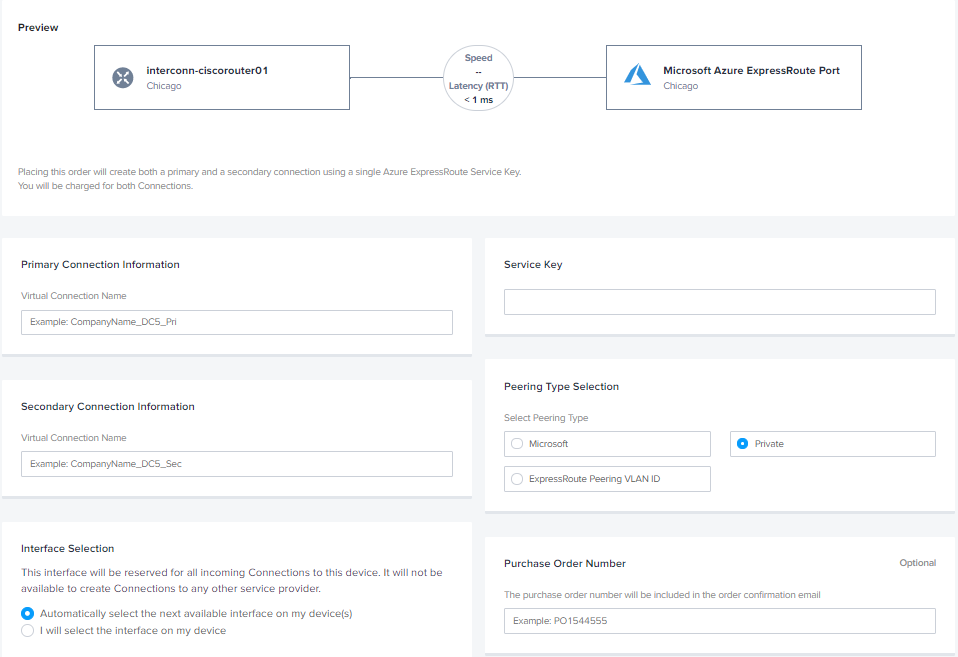 Preview
interconn-ciscorouter01
Chicago
Speed
--
Latency (RTT)
< 1 ms
Microsoft Azure ExpressRoute Port
Chicago
Placing this order will create both a primary and a secondary connection using a single Azure ExpressRoute Service Key.
You will be charged for both Connections.
Primary Connection Information
Virtual Connection Name
Example: CompanyName_DC5_Pri
Secondary Connection Information
Virtual Connection Name
Example: CompanyName_DC5_Sec
Interface Selection
This interface will be reserved for all incoming Connections to this device. It will not be
available to create Connections to any other service provider.
Automatically select the next available interface on my device(s)
I will select the interface on my device
Service Key
Peering Type Selection
Select Peering Type
Microsoft
Private
ExpressRoute Peering VLAN ID
Purchase Order Number
Optional
The purchase order number will be included in the order confirmation email
Example: PO1544555